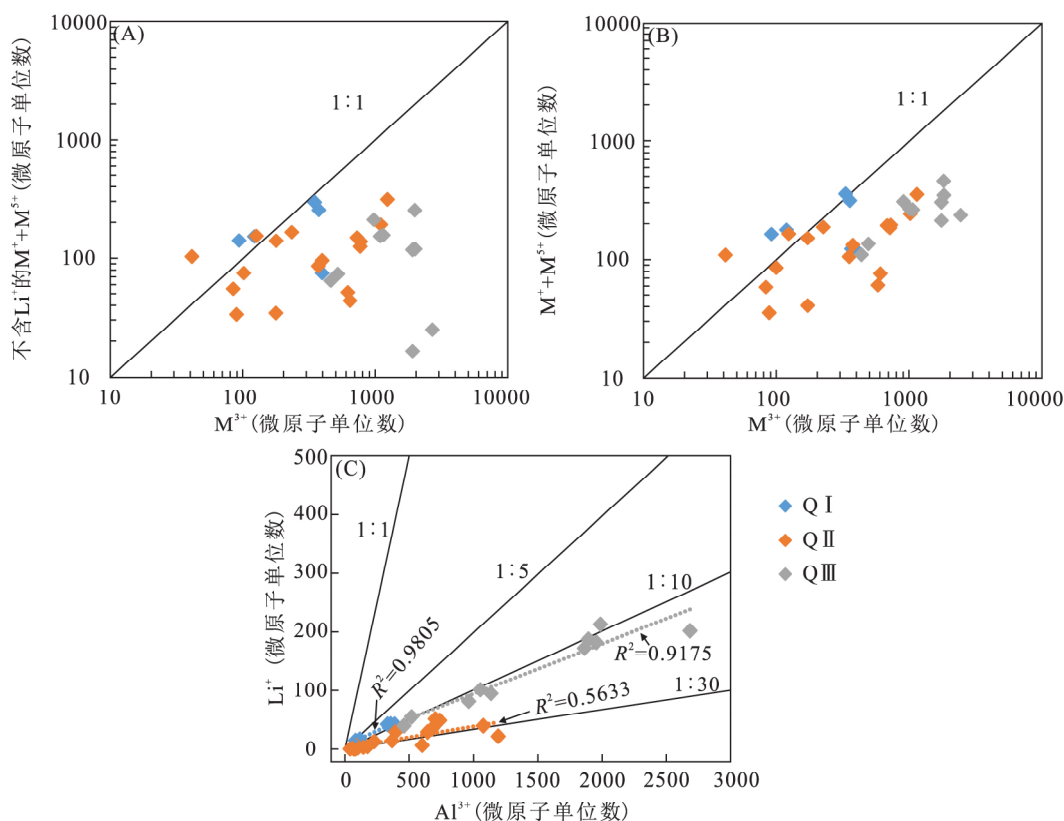 (A)
10000
1000
100
10
1∶1
不含Li⁺的M⁺+M⁵⁺(微原子单位数)
10 100 1000 10000
M³⁺(微原子单位数)
(B)
10000
1000
100
10
1∶1
M⁺+M⁵⁺(微原子单位数)
10 100 1000 10000
M³⁺(微原子单位数)
(C)
500
400
300
200
100
0
1∶1
1∶5
1∶10
1∶30
R²=0.9805
R²=0.9175
R²=0.5633
Li⁺ (微原子单位数)
0 500 1000 1500 2000 2500 3000
Al³⁺(微原子单位数)
QⅠ
QⅡ
QⅢ